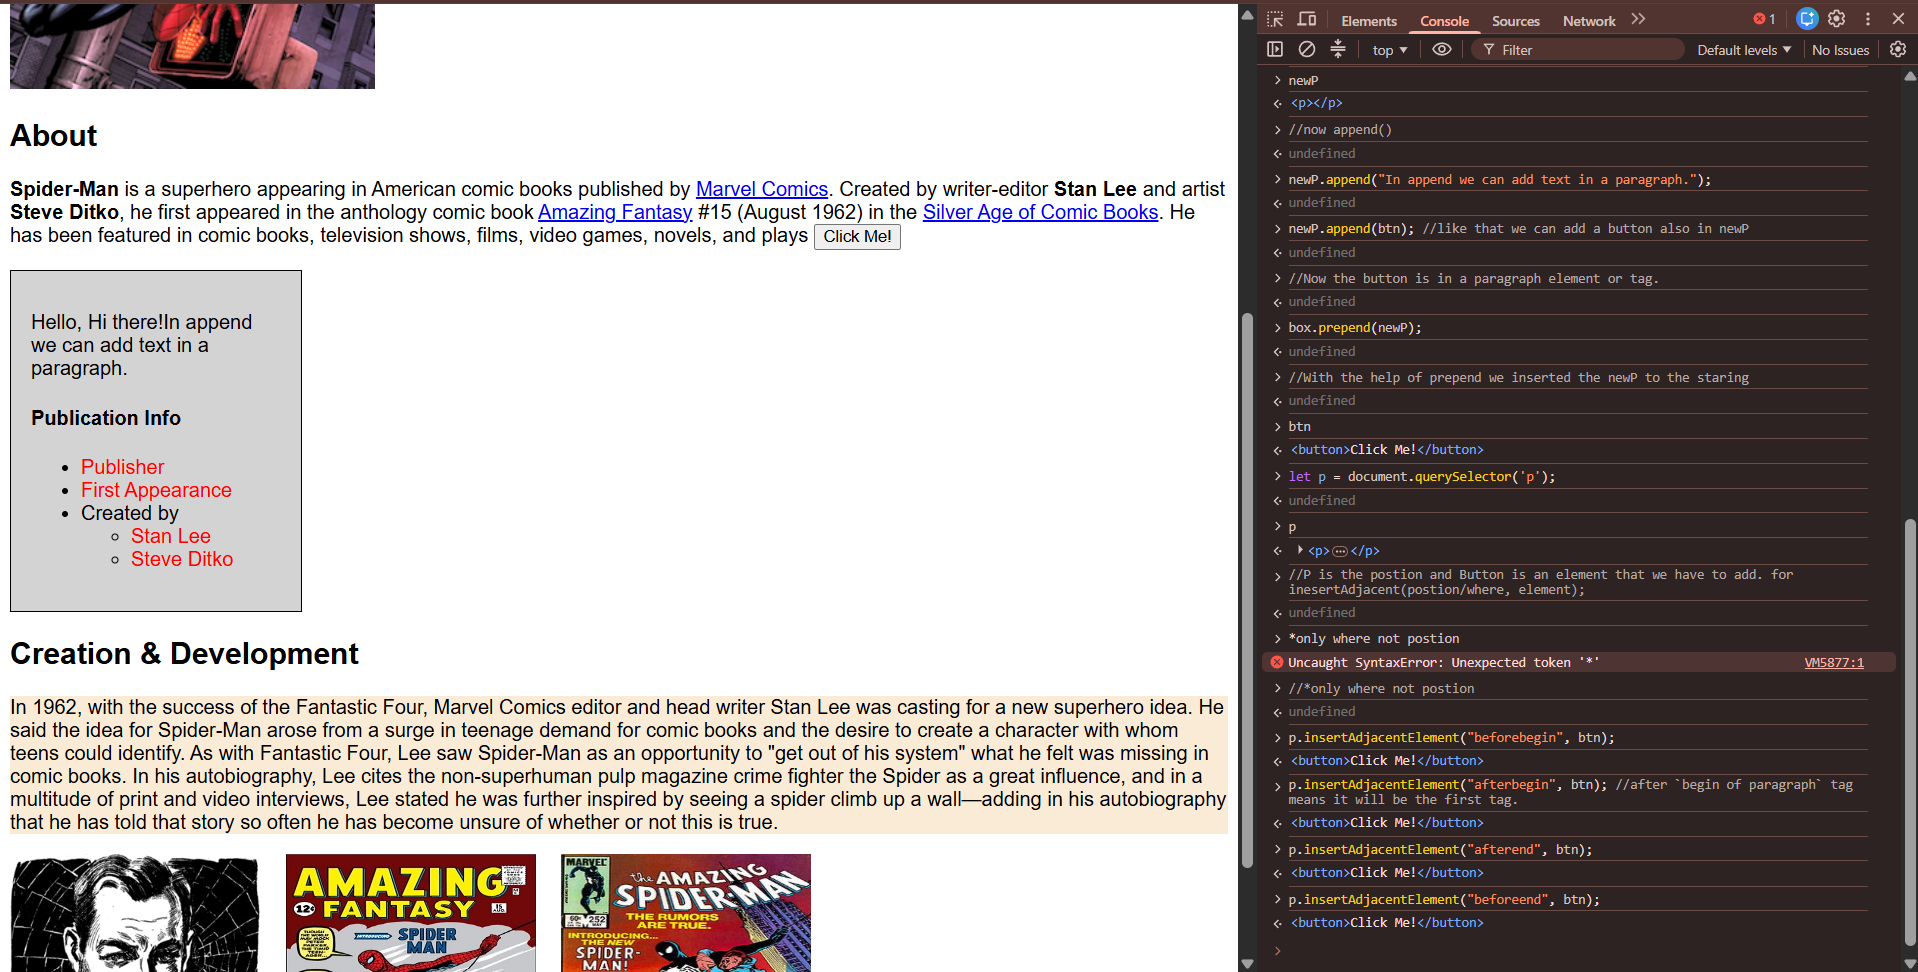 About
Spider-Man is a superhero appearing in American comic books published by Marvel Comics. Created by writer-editor Stan Lee and artist
Steve Ditko, he first appeared in the anthology comic book Amazing Fantasy #15 (August 1962) in the Silver Age of Comic Books. He
has been featured in comic books, television shows, films, video games, novels, and plays Click Me!
Hello, Hi there!In append
we can add text in a
paragraph.
Publication Info
Publisher
First Appearance
Created by
Stan Lee
Steve Ditko
Creation & Development
In 1962, with the success of the Fantastic Four, Marvel Comics editor and head writer Stan Lee was casting for a new superhero idea. He
said the idea for Spider-Man arose from a surge in teenage demand for comic books and the desire to create a character with whom
teens could identify. As with Fantastic Four, Lee saw Spider-Man as an opportunity to "get out of his system" what he felt was missing in
comic books. In his autobiography, Lee cites the non-superhuman pulp magazine crime fighter the Spider as a great influence, and in a
multitude of print and video interviews, Lee stated he was further inspired by seeing a spider climb up a wall—adding in his autobiography
that he has told that story so often he has become unsure of whether or not this is true.
AMAZING
12¢ FANTASY 15
INTRODUCING SPIDER
MAN
MARVEL
60¢ 252
the AMAZING
SPIDER-MAN
THE RUMORS
ARE TRUE.
INTRODUCING...
THE NEW
SPIDER-
MAN!
Elements Console Sources Network 1
top Filter Default levels No Issues
newP
<p></p>
//now append()
undefined
newP.append("In append we can add text in a paragraph.");
undefined
newP.append(btn); //like that we can add a button also in newP
undefined
//Now the button is in a paragraph element or tag.
undefined
box.prepend(newP);
undefined
//With the help of prepend we inserted the newP to the staring
undefined
btn
<button>Click Me!</button>
let p = document.querySelector('p');
undefined
p
<p>…</p>
//P is the postion and Button is an element that we have to add. for
inesertAdjacent(postion/where, element);
undefined
*only where not postion
Uncaught SyntaxError: Unexpected token '*' VM5877:1
//*only where not postion
undefined
p.insertAdjacentElement("beforebegin", btn);
<button>Click Me!</button>
p.insertAdjacentElement("afterbegin", btn); //after `begin of paragraph` tag
means it will be the first tag.
<button>Click Me!</button>
p.insertAdjacentElement("afterend", btn);
<button>Click Me!</button>
p.insertAdjacentElement("beforeend", btn);
<button>Click Me!</button>